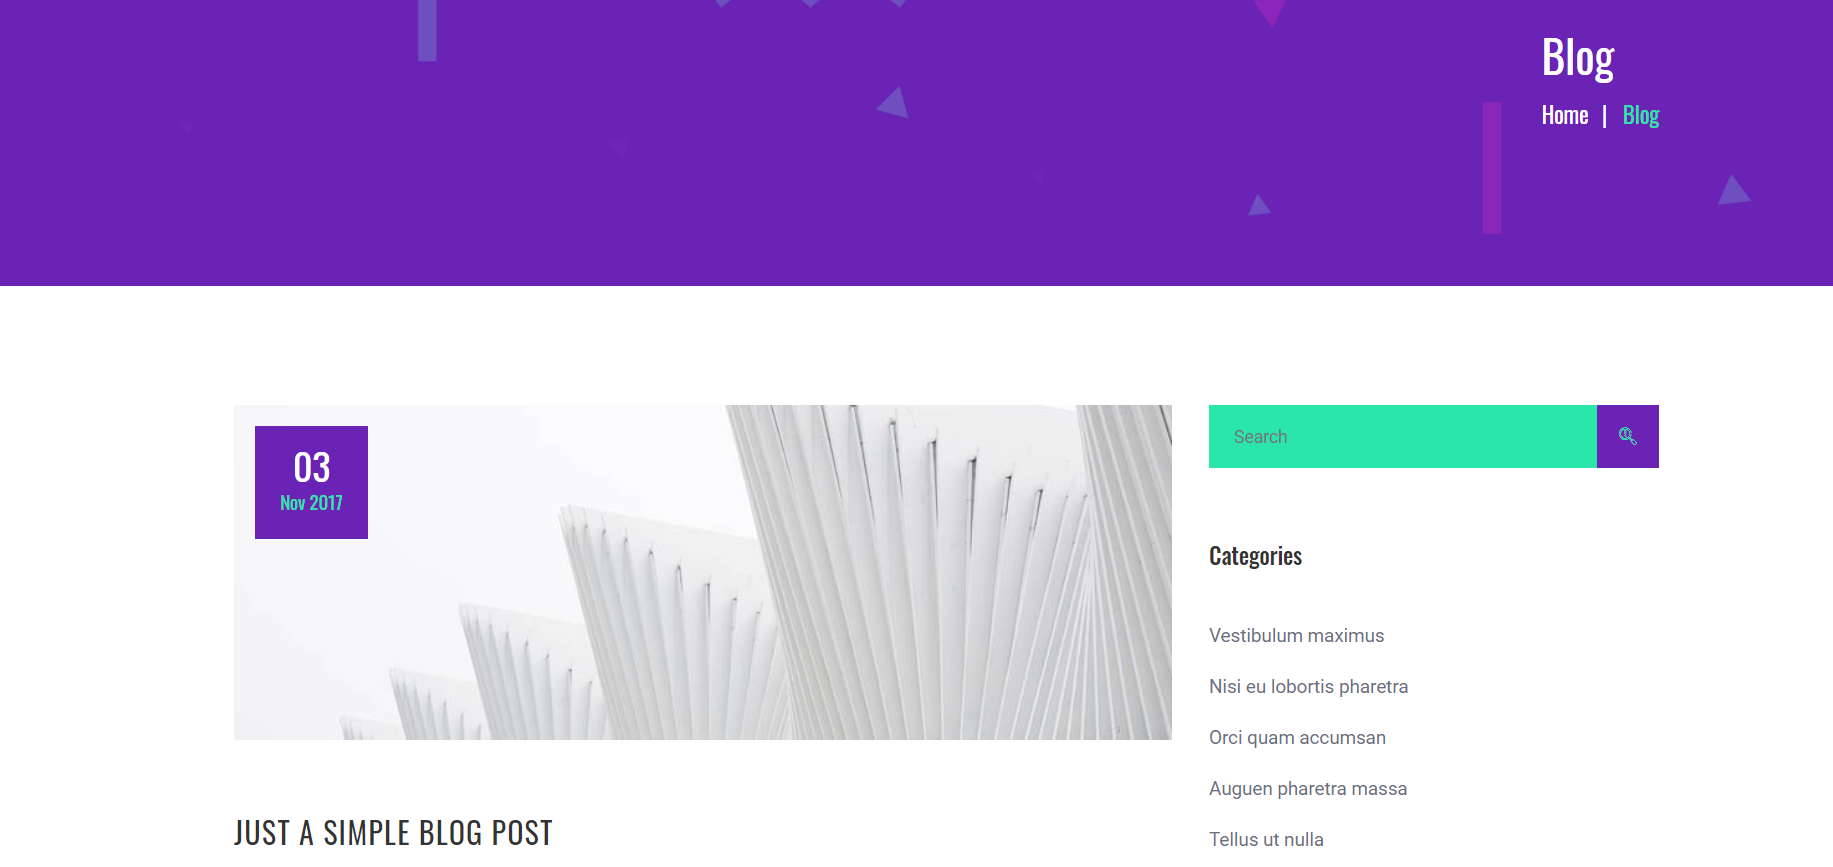 Blog
Home | Blog
03
Nov 2017
Search
Categories
Vestibulum maximus
Nisi eu lobortis pharetra
Orci quam accumsan
Auguen pharetra massa
Tellus ut nulla
JUST A SIMPLE BLOG POST